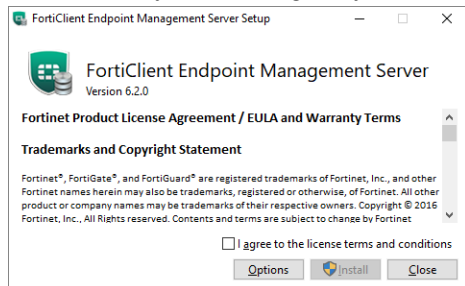 FortiClient Endpoint Management Server Setup
FortiClient Endpoint Management Server
Version 6.2.0
Fortinet Product License Agreement / EULA and Warranty Terms
Trademarks and Copyright Statement
Fortinet®, FortiGate®, and FortiGuard® are registered trademarks of Fortinet, Inc., and other
Fortinet names herein may also be trademarks, registered or otherwise, of Fortinet. All other
product or company names may be trademarks of their respective owners. Copyright © 2016
Fortinet, Inc., All Rights reserved. Contents and terms are subject to change by Fortinet
I agree to the license terms and conditions
Options Install Close